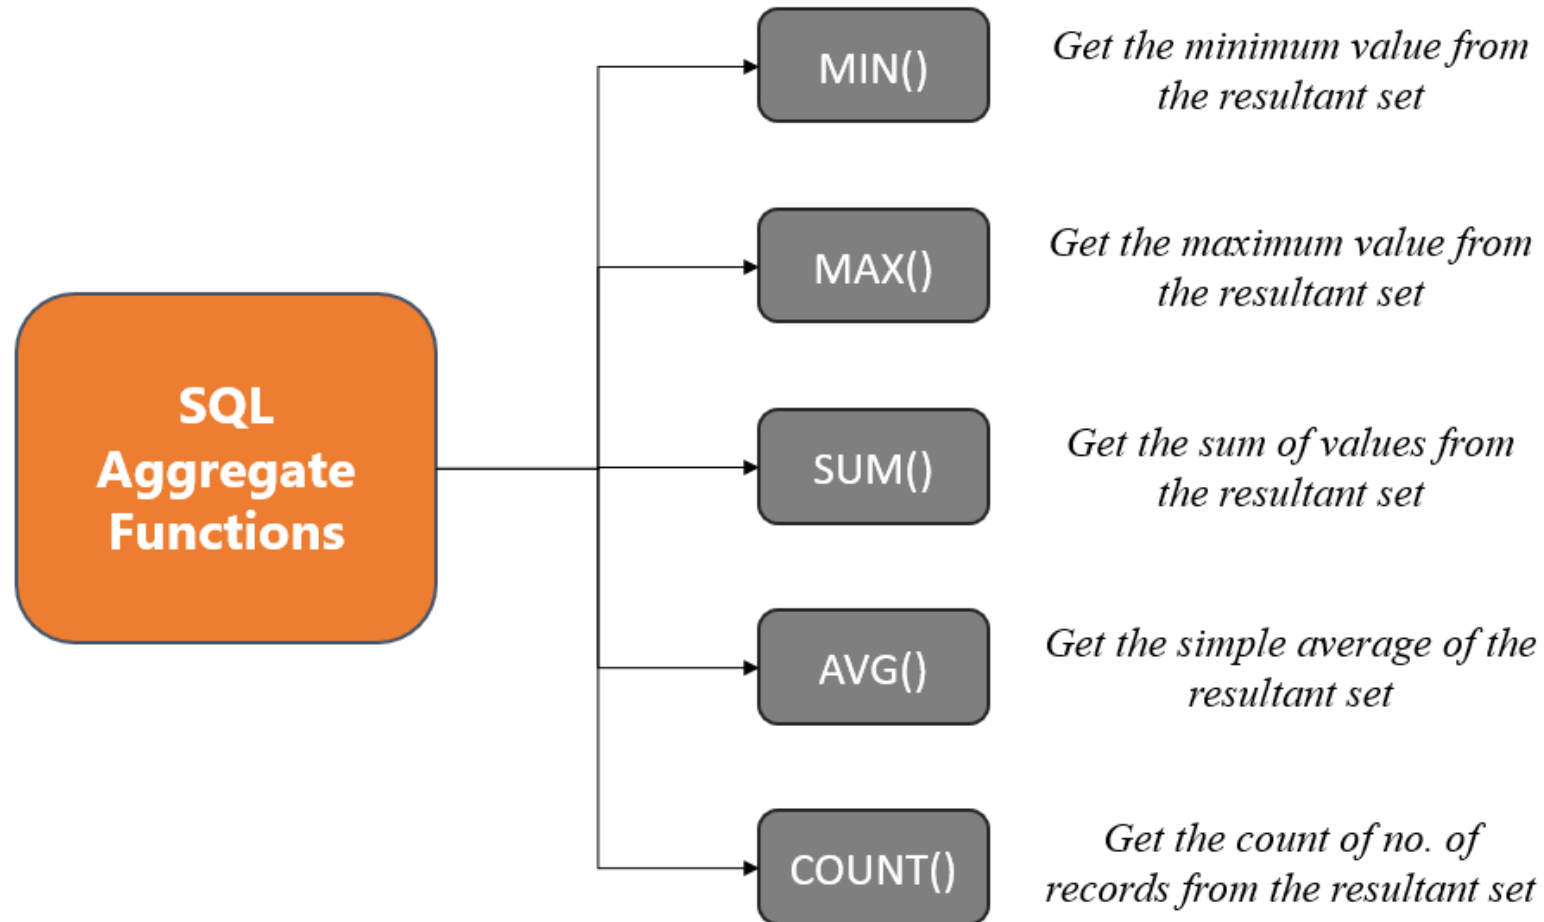 SQL
Aggregate
Functions
MIN()
Get the minimum value from
the resultant set
MAX()
Get the maximum value from
the resultant set
SUM()
Get the sum of values from
the resultant set
AVG()
Get the simple average of the
resultant set
COUNT()
Get the count of no. of
records from the resultant set